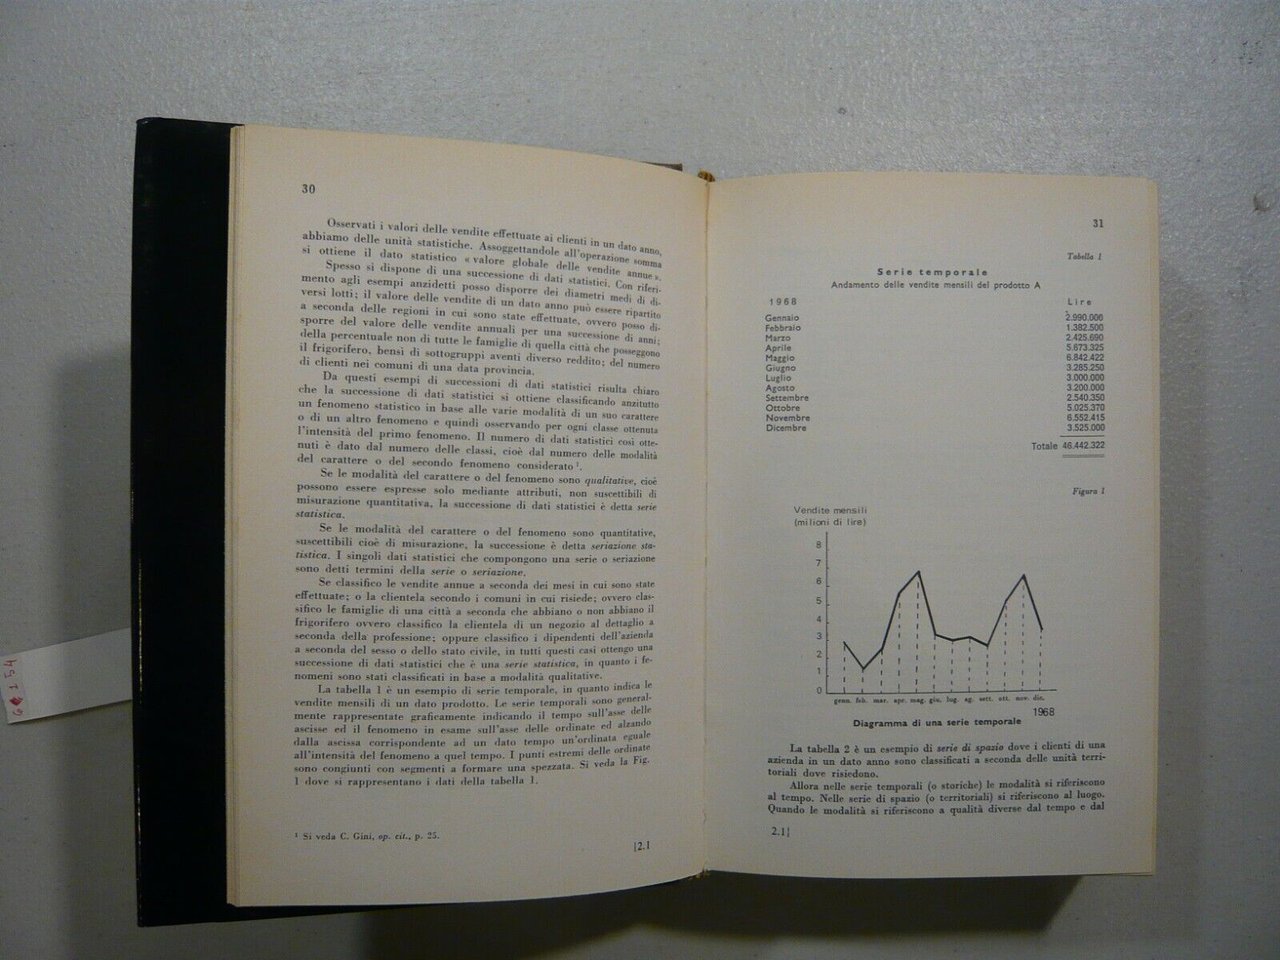 30
Osservati i valori delle vendite effettuate ai clienti in un dato anno,
abbiamo delle unità statistiche. Assoggettandole all'operazione somma
si ottiene il dato statistico « valore globale delle vendite annue ».
Spesso si dispone di una successione di dati statistici. Con riferi-
mento agli esempi anzidetti posso disporre dei diametri medi di di-
versi lotti; il valore delle vendite di un dato anno può essere ripartito
a seconda delle regioni in cui sono state effettuate, ovvero posso di-
sporre del valore delle vendite annuali per una successione di anni;
della percentuale non di tutte le famiglie di quella città che posseggono
il frigorifero, bensì di sottogruppi aventi diverso reddito; del numero
di clienti nei comuni di una data provincia.
Da questi esempi di successioni di dati statistici risulta chiaro
che la successione di dati statistici si ottiene classificando anzitutto
un fenomeno statistico in base alle varie modalità di un suo carattere
o di un altro fenomeno e quindi osservando per ogni classe ottenuta
l'intensità del primo fenomeno. Il numero di dati statistici così otte-
nuti è dato dal numero delle classi, cioè dal numero delle modalità
del carattere o del secondo fenomeno considerato¹.
Se le modalità del carattere o del fenomeno sono qualitative, cioè
possono essere espresse solo mediante attributi, non suscettibili di
misurazione quantitativa, la successione di dati statistici è detta serie
statistica.
Se le modalità del carattere o del fenomeno sono quantitative,
suscettibili cioè di misurazione, la successione è detta seriazione sta-
tistica. I singoli dati statistici che compongono una serie o seriazione
sono detti termini della serie o seriazione.
Se classifico le vendite annue a seconda dei mesi in cui sono state
effettuate; o la clientela secondo i comuni in cui risiede; ovvero clas-
sifico le famiglie di una città a seconda che abbiano o non abbiano il
frigorifero ovvero classifico la clientela di un negozio al dettaglio a
seconda della professione; oppure classifico i dipendenti dell'azienda
a seconda del sesso o dello stato civile, in tutti questi casi ottengo una
successione di dati statistici che è una serie statistica, in quanto i fe-
nomeni sono stati classificati in base a modalità qualitative.
La tabella 1 è un esempio di serie temporale, in quanto indica le
vendite mensili di un dato prodotto. Le serie temporali sono general-
mente rappresentate graficamente indicando il tempo sull'asse delle
ascisse ed il fenomeno in esame sull'asse delle ordinate ed alzando
dalla ascissa corrispondente ad un dato tempo un'ordinata eguale
all'intensità del fenomeno a quel tempo. I punti estremi delle ordinate
sono congiunti con segmenti a formare una spezzata. Si veda la Fig.
1 dove si rappresentano i dati della tabella 1.
¹ Si veda C. Gini, op. cit., p. 25.
|2.1
31
Tabella 1
Serie temporale
Andamento delle vendite mensili del prodotto A
1968 Lire
Gennaio 2.990.006
Febbraio 1.382.500
Marzo 2.425.690
Aprile 5.673.325
Maggio 6.842.422
Giugno 3.285.250
Luglio 3.000.000
Agosto 3.200.000
Settembre 2.540.350
Ottobre 5.025.370
Novembre 6.552.415
Dicembre 3.525.000
Totale 46.442.322
Figura 1
Vendite mensili
(milioni di lire)
8
7
6
5
4
3
2
1
0
genn. feb. mar. apr. mag. giu. lug. ag. sett. ott. nov. dic.
1968
Diagramma di una serie temporale
La tabella 2 è un esempio di serie di spazio dove i clienti di una
azienda in un dato anno sono classificati a seconda delle unità terri-
toriali dove risiedono.
Allora nelle serie temporali (o storiche) le modalità si riferiscono
al tempo. Nelle serie di spazio (o territoriali) si riferiscono al luogo.
Quando le modalità si riferiscono a qualità diverse dal tempo e dal
2.1|